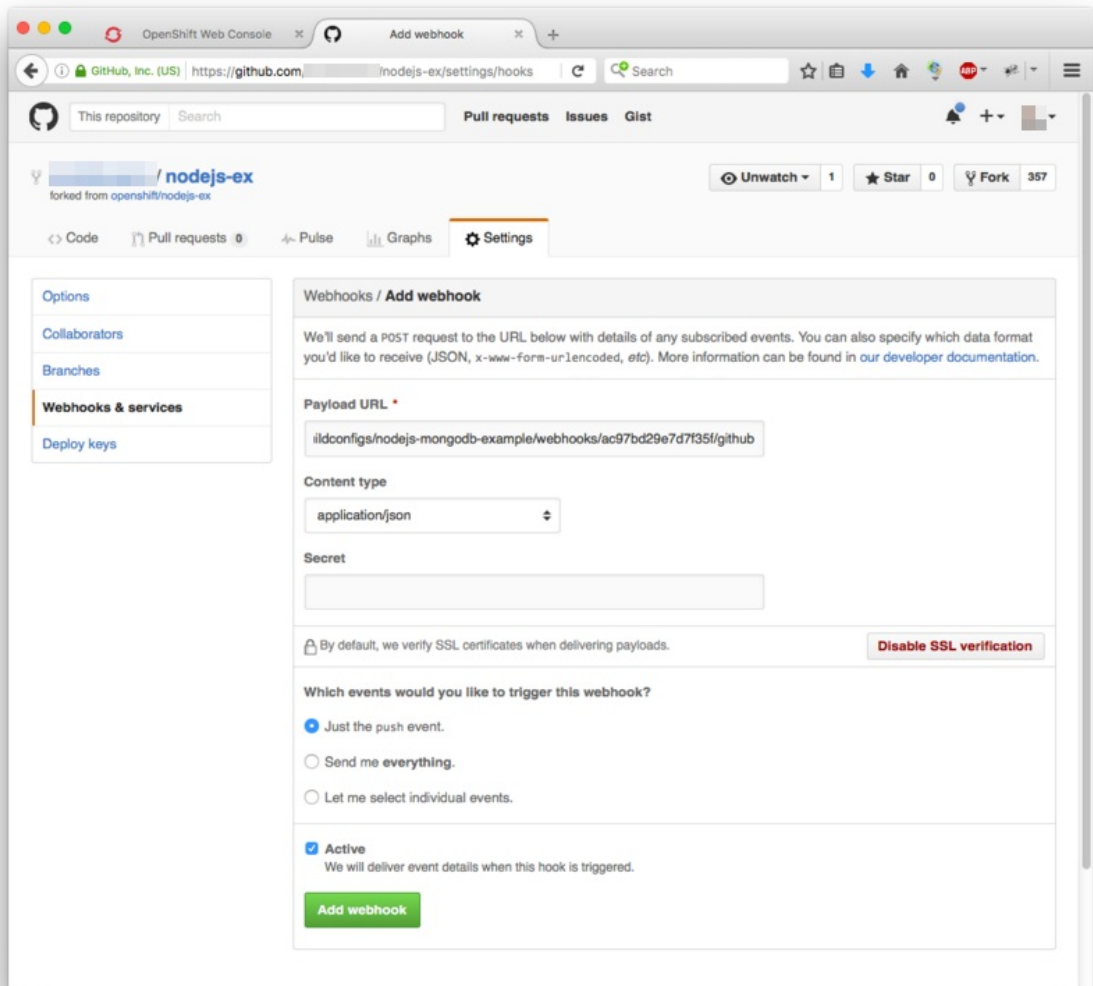 OpenShift Web Console
Add webhook
GitHub, Inc. (US) https://github.com/ /nodejs-ex/settings/hooks Search ABP
This repository Search Pull requests Issues Gist
/ nodejs-ex Unwatch 1 Star 0 Fork 357
forked from openshift/nodejs-ex
Code Pull requests 0 Pulse Graphs Settings
Options
Collaborators
Branches
Webhooks & services
Deploy keys
Webhooks / Add webhook
We'll send a POST request to the URL below with details of any subscribed events. You can also specify which data format
you'd like to receive (JSON, x-www-form-urlencoded, etc). More information can be found in our developer documentation.
Payload URL *
ildconfigs/nodejs-mongodb-example/webhooks/ac97bd29e7d7f35f/github
Content type
application/json
Secret
By default, we verify SSL certificates when delivering payloads. Disable SSL verification
Which events would you like to trigger this webhook?
Just the push event.
Send me everything.
Let me select individual events.
Active
We will deliver event details when this hook is triggered.
Add webhook